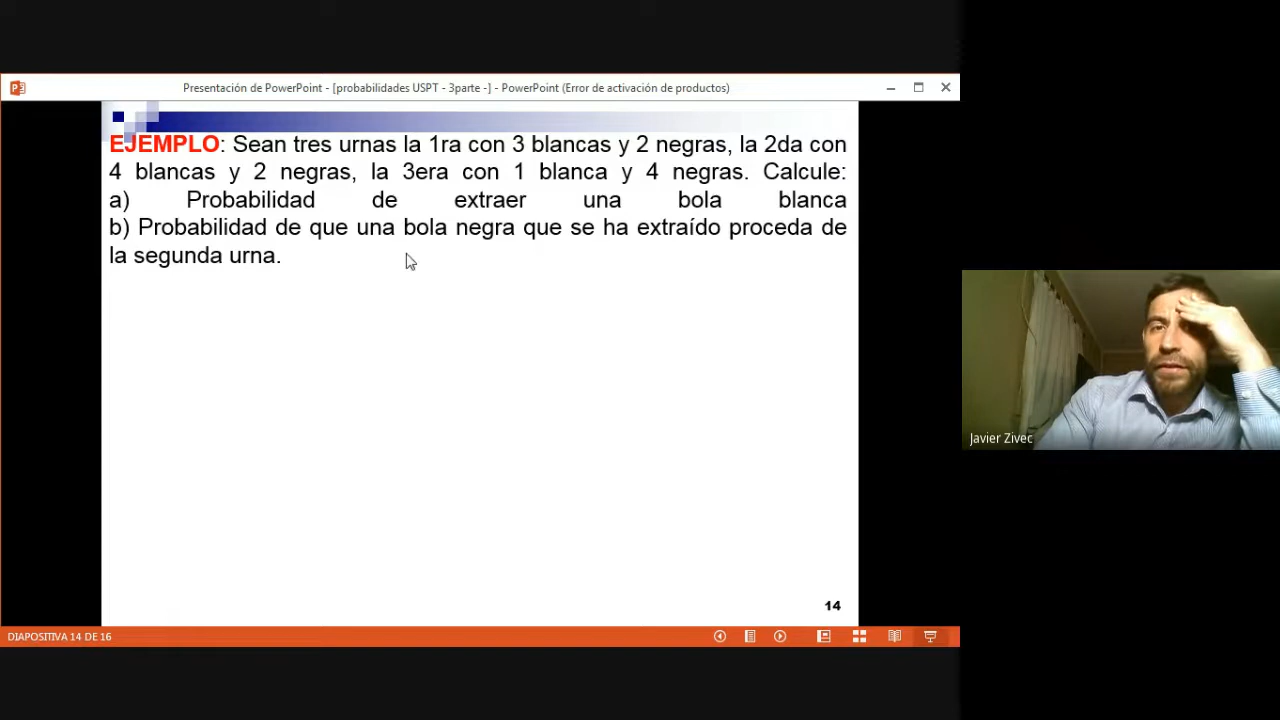 Presentación de PowerPoint - [probabilidades USPT - 3parte -] - PowerPoint (Error de activación de productos)
EJEMPLO: Sean tres urnas la 1ra con 3 blancas y 2 negras, la 2da con
4 blancas y 2 negras, la 3era con 1 blanca y 4 negras. Calcule:
a) Probabilidad de extraer una bola blanca
b) Probabilidad de que una bola negra que se ha extraído proceda de
la segunda urna.
Javier Zivec
14
DIAPOSITIVA 14 DE 16